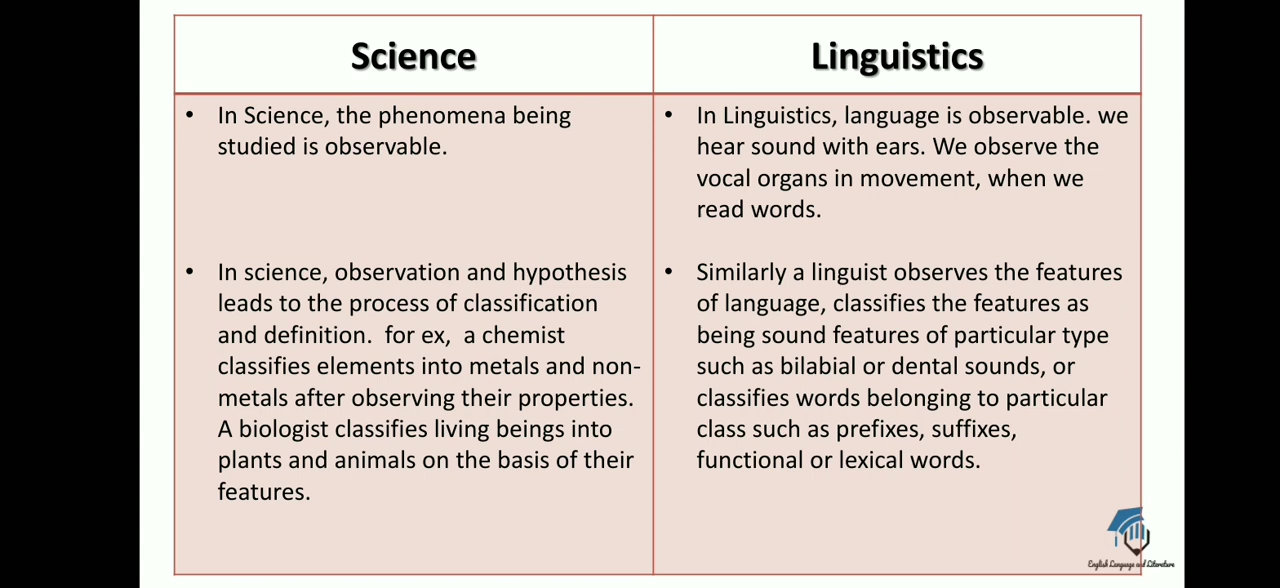 Science
Linguistics
• In Science, the phenomena being
studied is observable.
• In science, observation and hypothesis
leads to the process of classification
and definition.  for ex,  a chemist
classifies elements into metals and non-
metals after observing their properties.
A biologist classifies living beings into
plants and animals on the basis of their
features.
• In Linguistics, language is observable. we
hear sound with ears. We observe the
vocal organs in movement, when we
read words.
• Similarly a linguist observes the features
of language, classifies the features as
being sound features of particular type
such as bilabial or dental sounds, or
classifies words belonging to particular
class such as prefixes, suffixes,
functional or lexical words.
English Language and Literature